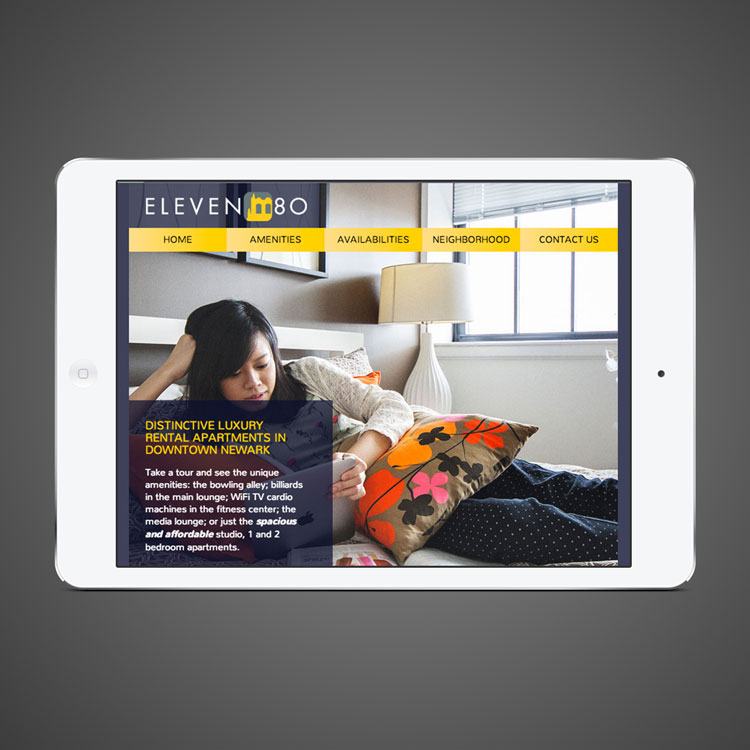 ELEVEN 80
HOME AMENITIES AVAILABILITIES NEIGHBORHOOD CONTACT US
DISTINCTIVE LUXURY
RENTAL APARTMENTS IN
DOWNTOWN NEWARK
Take a tour and see the unique
amenities: the bowling alley; billiards
in the main lounge; WiFi TV cardio
machines in the fitness center; the
media lounge; or just the spacious
and affordable studio, 1 and 2
bedroom apartments.